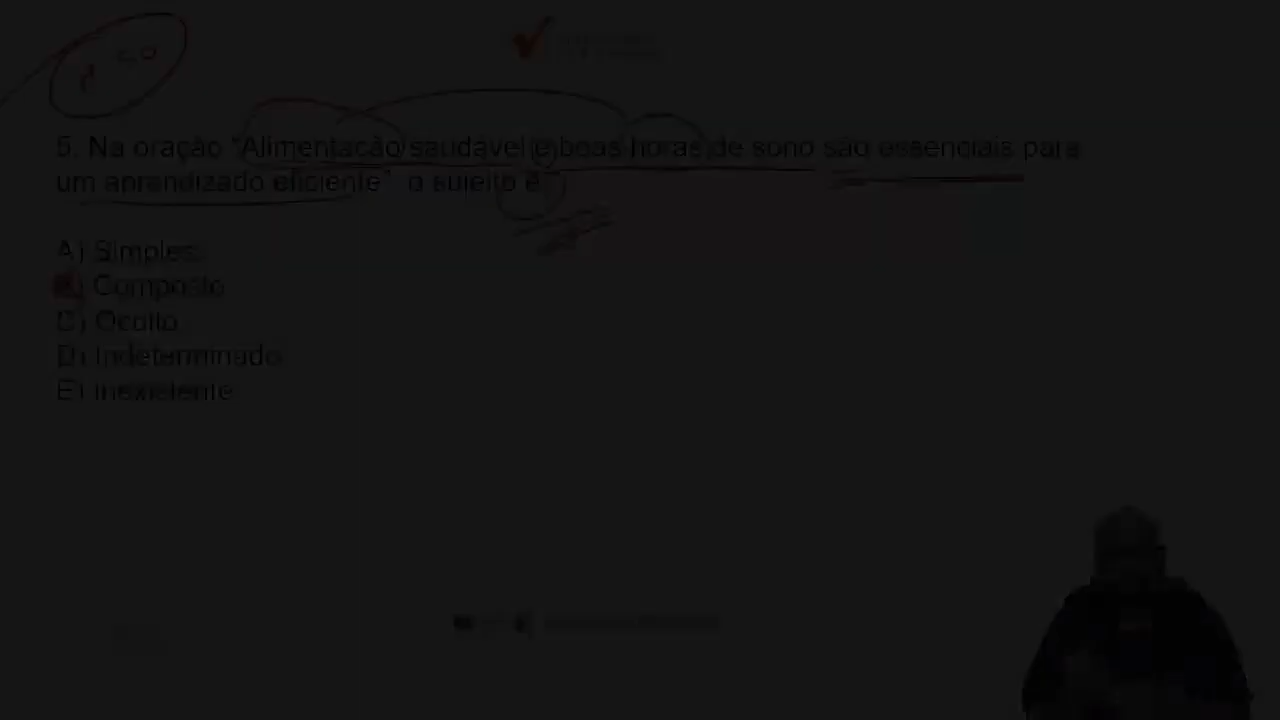 5. Na oração "Alimentação saudável e boas horas de sono são essenciais para
um aprendizado eficiente" o sujeito é
A) Simples.
B) Composto
C) Oculto.
D) Indeterminado
E) Inexistente